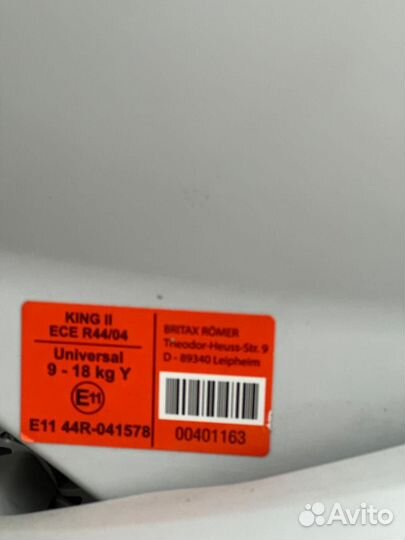 KING II
ECE R44/04
Universal
9 - 18 kg Y
E11
E11 44R-041578
BRITAX RÖMER
Theodor-Heuss-Str. 9
D - 89340 Leipheim
00401163
Avito